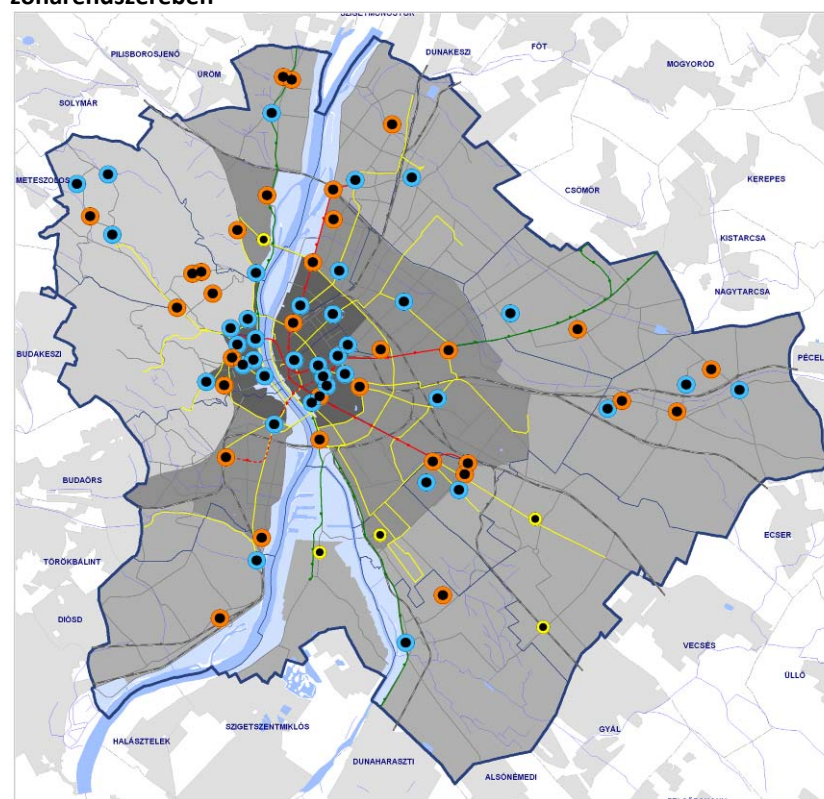 zónarendszerében
SZIGETMONOSTOR
PILISBOROSJENŐ
DUNAKESZI
FÓT
MOGYORÓD
ÜRÖM
SOLYMÁR
KEREPES
CSÖMÖR
KISTARCSA
NAGYTARCSA
BUDAKESZI
PÉCEL
BUDAÖRS
ECSER
TÖRÖKBÁLINT
DIÓSD
VECSÉS
ÜLLŐ
SZIGETSZENTMIKLÓS
GYÁL
HALÁSZTELEK
DUNAHARASZTI
ALSÓNÉMEDI